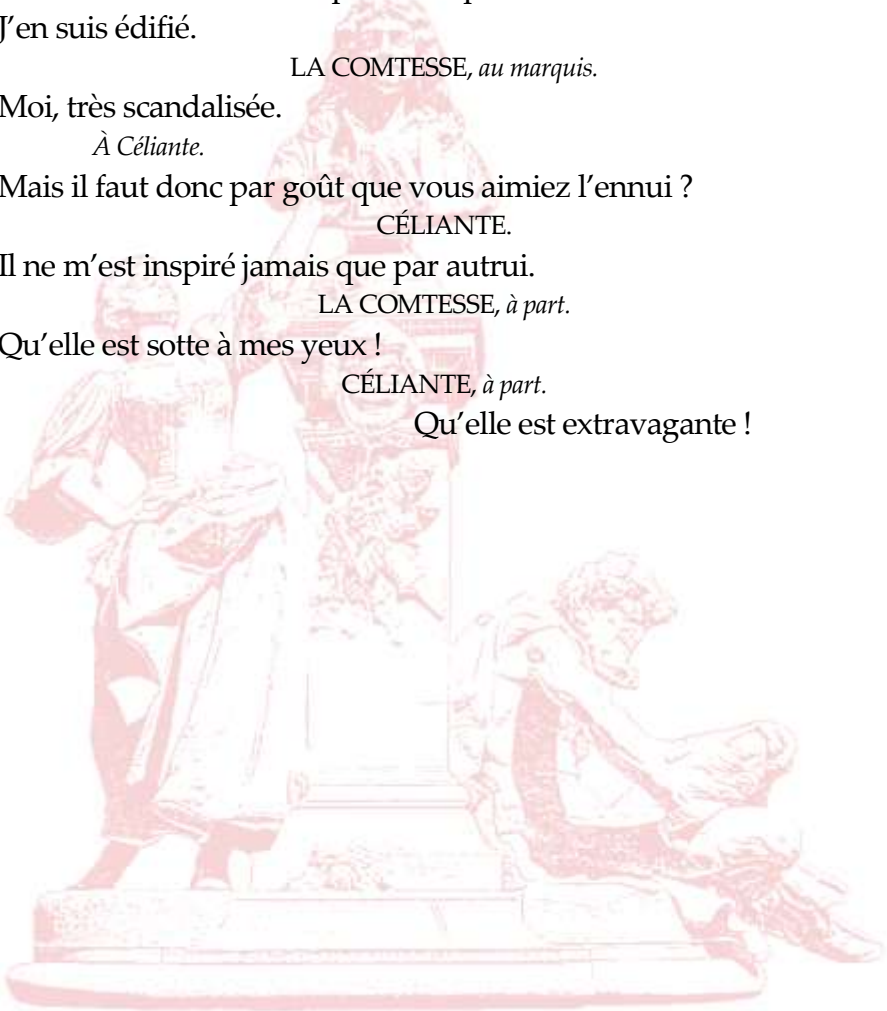 J’en suis édifié.
LA COMTESSE, au marquis.
Moi, très scandalisée.
À Céliante.
Mais il faut donc par goût que vous aimiez l’ennui ?
CÉLIANTE.
Il ne m’est inspiré jamais que par autrui.
LA COMTESSE, à part.
Qu’elle est sotte à mes yeux !
CÉLIANTE, à part.
Qu’elle est extravagante !